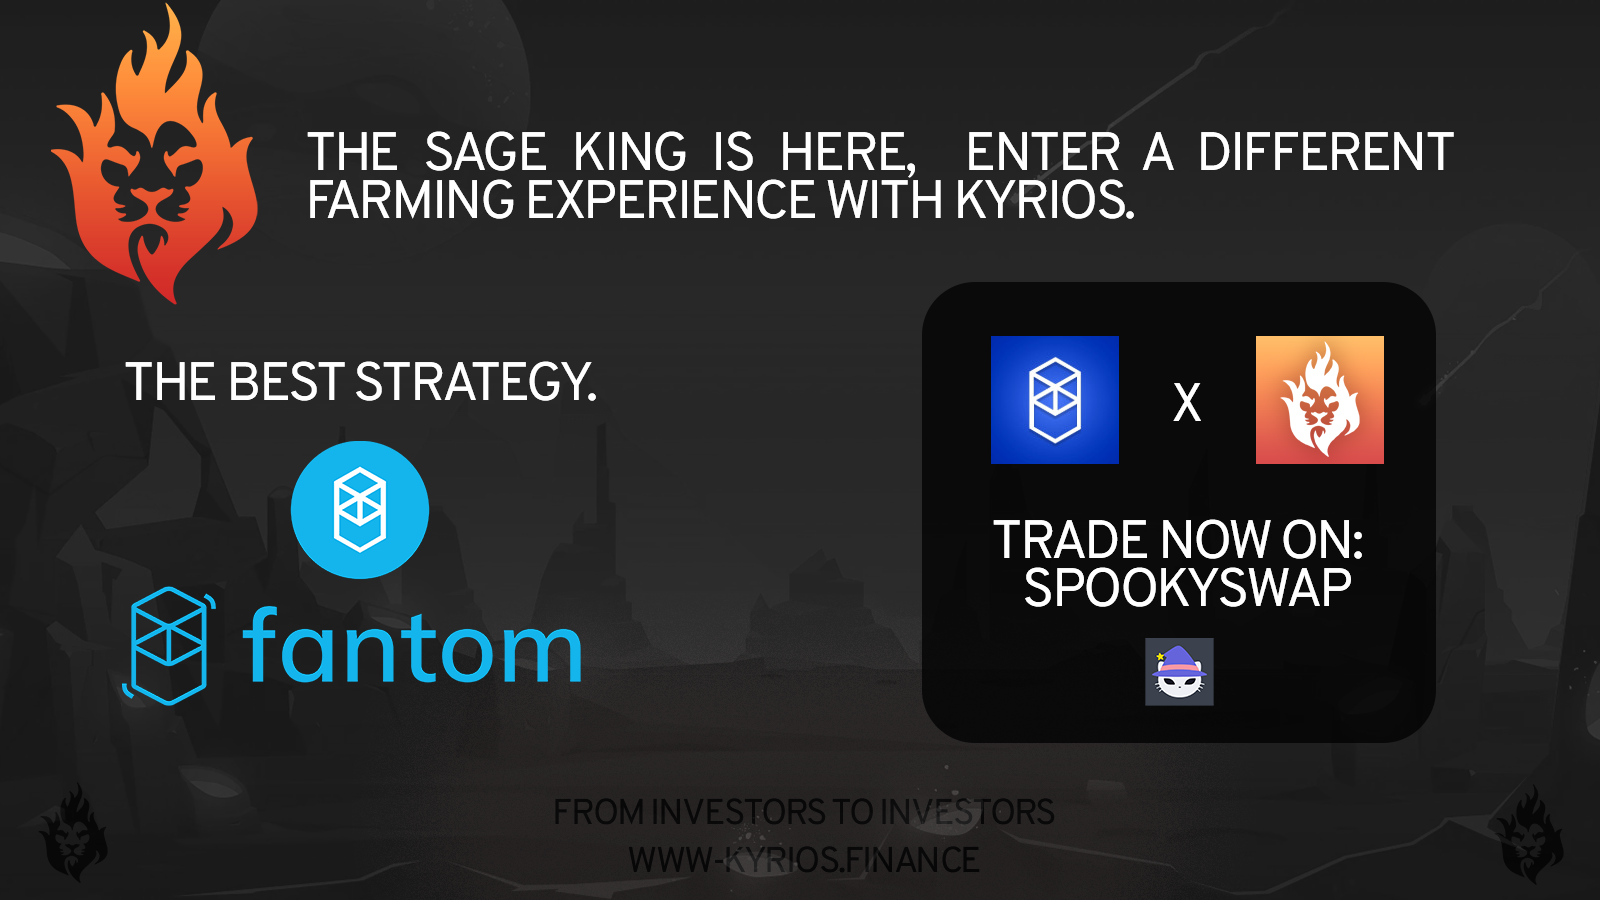 THE SAGE KING IS HERE, ENTER A DIFFERENT
FARMING EXPERIENCE WITH KYRIOS.
THE BEST STRATEGY.
fantom
X
TRADE NOW ON:
SPOOKYSWAP
FROM INVESTORS TO INVESTORS
WWW-KYRIOS.FINANCE